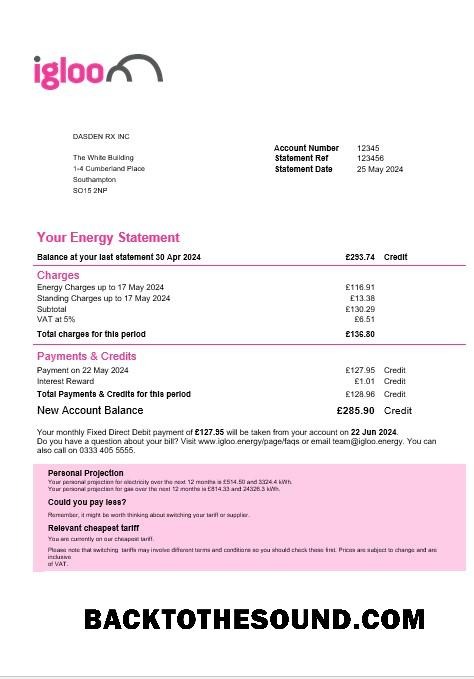 igloo
DASDEN RX INC
The White Building
1-4 Cumberland Place
Southampton
SO15 2NP
Account Number 12345
Statement Ref 123456
Statement Date 25 May 2024
Your Energy Statement
Balance at your last statement 30 Apr 2024 £293.74 Credit
Charges
Energy Charges up to 17 May 2024 £116.91
Standing Charges up to 17 May 2024 £13.38
Subtotal £130.29
VAT at 5% £6.51
Total charges for this period £136.80
Payments & Credits
Payment on 22 May 2024 £127.95 Credit
Interest Reward £1.01 Credit
Total Payments & Credits for this period £128.96 Credit
New Account Balance £285.90 Credit
Your monthly Fixed Direct Debit payment of £127.95 will be taken from your account on 22 Jun 2024.
Do you have a question about your bill? Visit www.igloo.energy/page/faqs or email team@igloo.energy. You can
also call on 0333 405 5555.
Personal Projection
Your personal projection for electricity over the next 12 months is £514.50 and 3324.4 kWh.
Your personal projection for gas over the next 12 months is £814.33 and 24326.3 kWh.
Could you pay less?
Remember, it might be worth thinking about switching your tariff or supplier.
Relevant cheapest tariff
You are currently on our cheapest tariff.
Please note that switching tariffs may involve different terms and conditions so you should check these first. Prices are subject to change and are
inclusive
of VAT.
BACKTOTHESOUND.COM